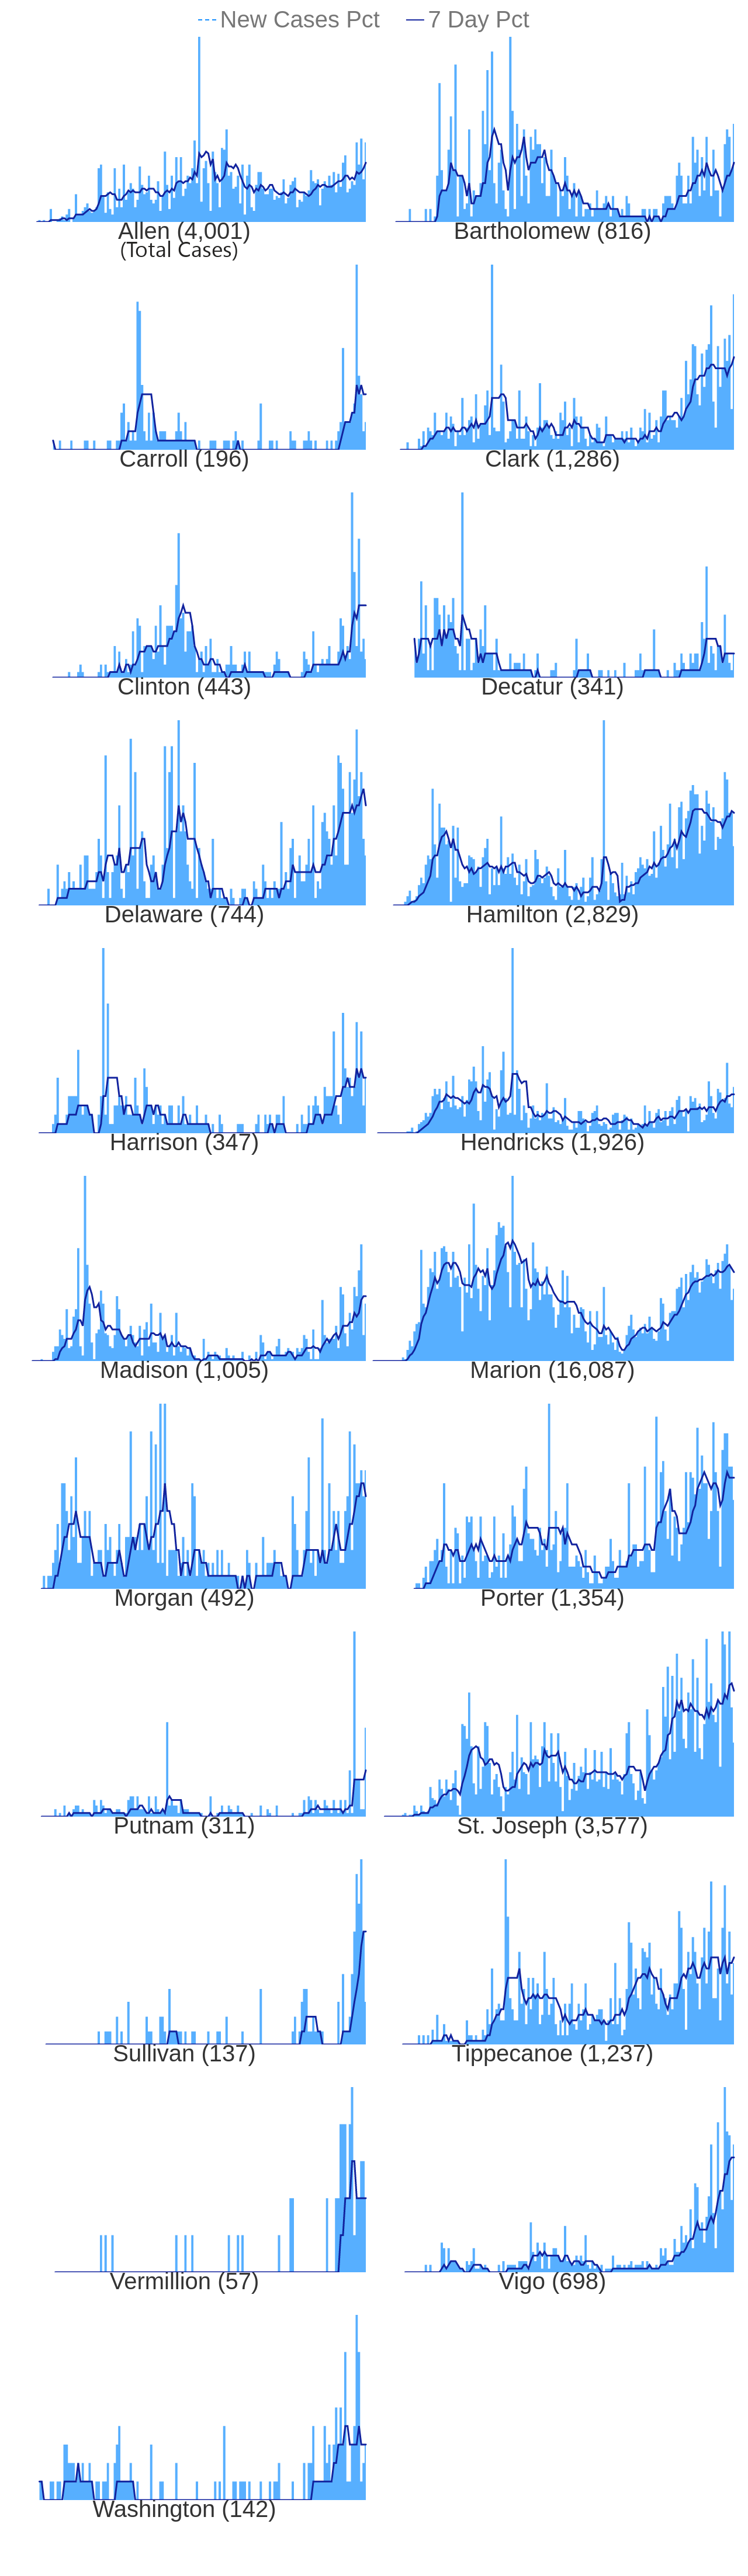 New Cases Pct 7 Day Pct
Allen (4,001) Bartholomew (816)
(Total Cases)
Carroll (196) Clark (1,286)
Clinton (443) Decatur (341)
Delaware (744) Hamilton (2,829)
Harrison (347) Hendricks (1,926)
Madison (1,005) Marion (16,087)
Morgan (492) Porter (1,354)
Putnam (311) St. Joseph (3,577)
Sullivan (137) Tippecanoe (1,237)
Vermillion (57) Vigo (698)
Washington (142)